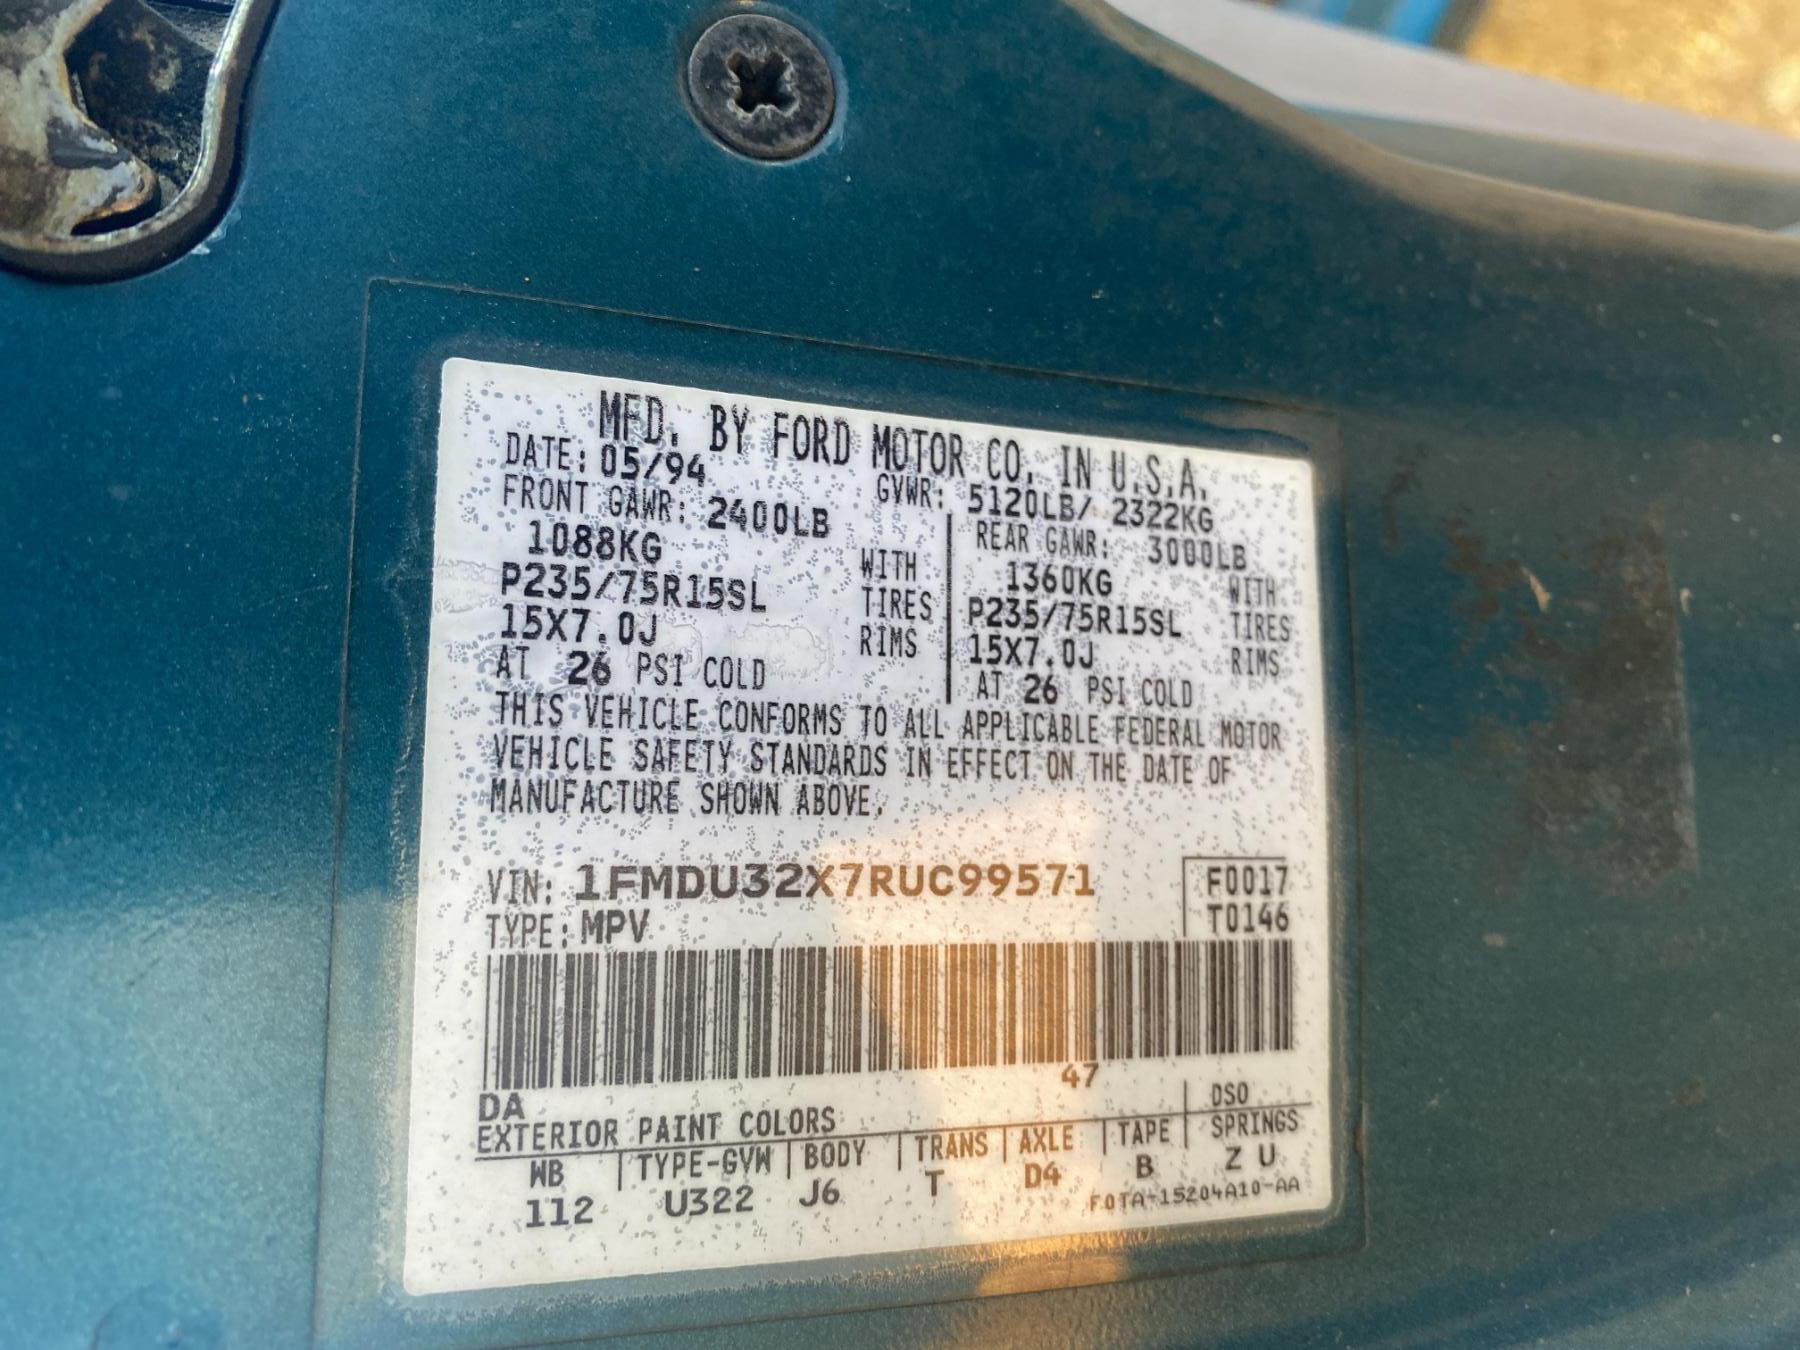 MFD. BY FORD MOTOR CO. IN U.S.A.
DATE: 05/94 GVWR: 5120LB/ 2322KG
FRONT GAWR: 2400LB REAR GAWR: 3000LB
1088KG WITH 1360KG WITH
P235/75R15SL TIRES P235/75R15SL TIRES
15X7.0J RIMS 15X7.0J RIMS
AT 26 PSI COLD AT 26 PSI COLD
THIS VEHICLE CONFORMS TO ALL APPLICABLE FEDERAL MOTOR
VEHICLE SAFETY STANDARDS IN EFFECT ON THE DATE OF
MANUFACTURE SHOWN ABOVE.
VIN: 1FMDU32X7RUC99571 F0017
TYPE: MPV T0146
47
DA DSO
EXTERIOR PAINT COLORS
WB TYPE-GVW BODY TRANS AXLE TAPE SPRINGS
112 U322 J6 T D4 B Z U
F0TA-15204A10-AA